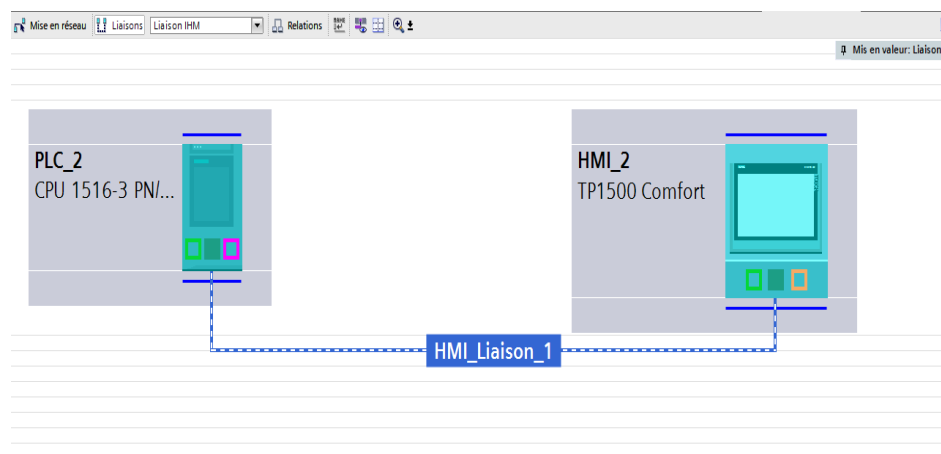 Mise en réseau Liaisons Liaison IHM Relations
Mis en valeur: Liaison
PLC_2
CPU 1516-3 PN/...
HMI_2
TP1500 Comfort
HMI_Liaison_1